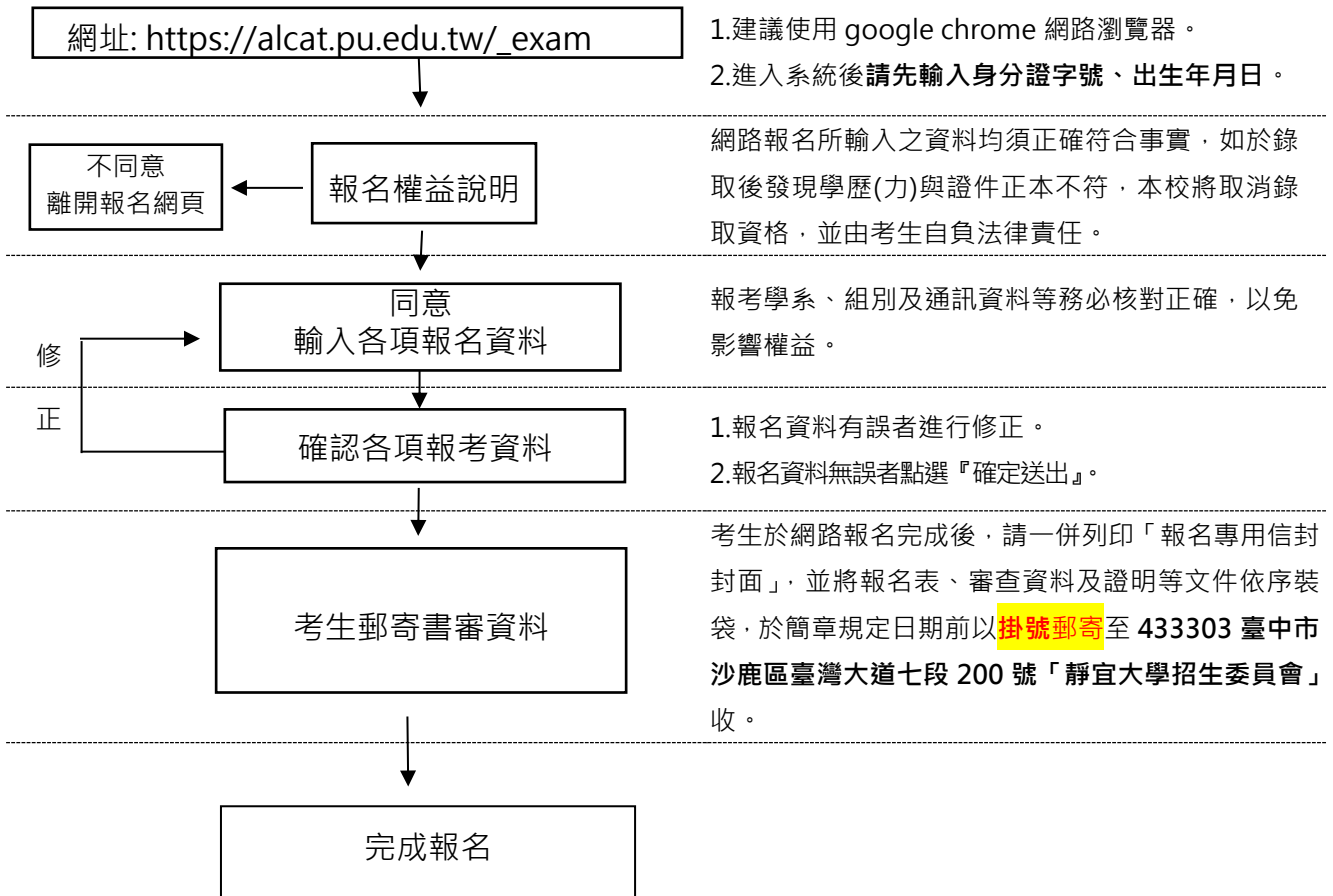 網址: https://alcat.pu.edu.tw/_exam
1.建議使用 google chrome 網路瀏覽器。
2.進入系統後請先輸入身分證字號、出生年月日。
不同意
離開報名網頁
報名權益說明
網路報名所輸入之資料均須正確符合事實，如於錄
取後發現學歷(力)與證件正本不符，本校將取消錄
取資格，並由考生自負法律責任。
同意
輸入各項報名資料
報考學系、組別及通訊資料等務必核對正確，以免
影響權益。
修
正
確認各項報考資料
1.報名資料有誤者進行修正。
2.報名資料無誤者點選『確定送出』。
考生郵寄書審資料
考生於網路報名完成後，請一併列印「報名專用信封
封面」，並將報名表、審查資料及證明等文件依序裝
袋，於簡章規定日期前以掛號郵寄至 433303 臺中市
沙鹿區臺灣大道七段 200 號「靜宜大學招生委員會」
收。
完成報名